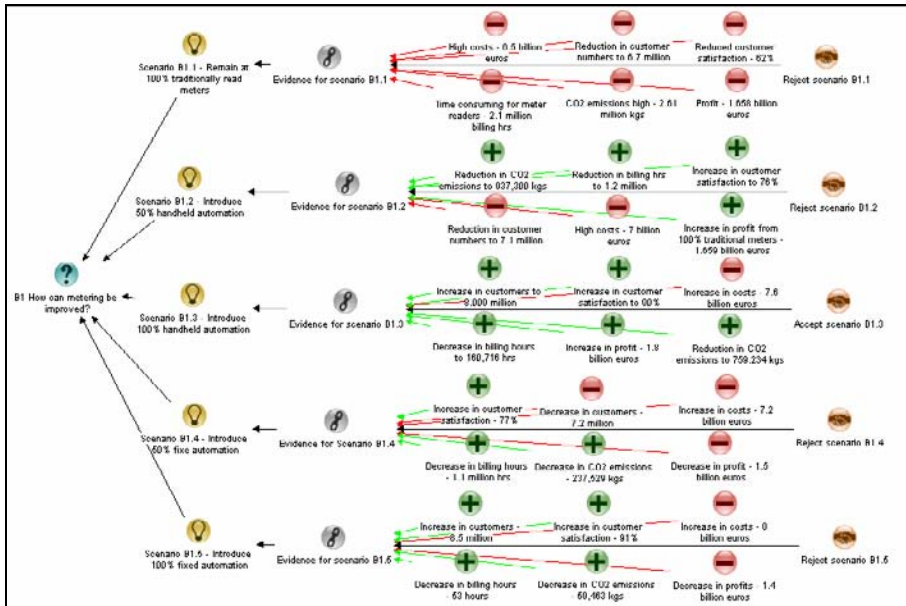 High costs - 6.5 billion
euros
Reduction in customer
numbers to 6.7 million
Reduced customer
satisfaction - 62%
Scenario B1.1 - Remain at
100% traditionally read
meters
Evidence for scenario B1.1
Reject scenario B1.1
Time consuming for meter
readers - 2.1 million
billing hrs
CO2 emissions high - 2.61
million kgs
Profit - 1.658 billion
euros
Reduction in CO2
emissions to 937,300 kgs
Reduction in billing hrs
to 1.2 million
Increase in customer
satisfaction to 76%
Scenario B1.2 - Introduce
50% handheld automation
Evidence for scenario B1.2
Reject scenario B1.2
Reduction in customer
numbers to 7.1 million
High costs - 7 billion
euros
Increase in profit from
100% traditional meters -
1.659 billion euros
B1 How can metering be
improved?
Increase in customers to
million
Increase in customer
satisfaction to
Increase in costs - 7.6
billion euros
Scenario B1.3 - Introduce
100% handheld automation
Evidence for scenario B1.3
Accept scenario B1.3
Decrease in billing hours
to 160,716 hrs
Increase in profit - 1.8
billion euros
Reduction in CO2
emissions to 759,234 kgs
Increase in customer
satisfaction - 77%
Decrease in customers -
7.2 million
Increase in costs - 7.2
billion euros
Scenario B1.4 - Introduce
50% fixe automation
Evidence for Scenario B1.4
Reject scenario B1.4
Decrease in billing hours
- 1.1 million hrs
Decrease in CO2 emissions
- 237,529 kgs
Decrease in profit - 1.5
billion euros
Increase in customers -
8.5 million
Increase in customer
satisfaction - 91%
Increase in costs -
billion euros
Scenario B1.5 - Introduce
100% fixed automation
Evidence for scenario B1.5
Reject scenario B1.5
Decrease in billing hours
- 53 hours
Decrease in CO2 emissions
- 50,463 kgs
Decrease in profits - 1.4
billion euros